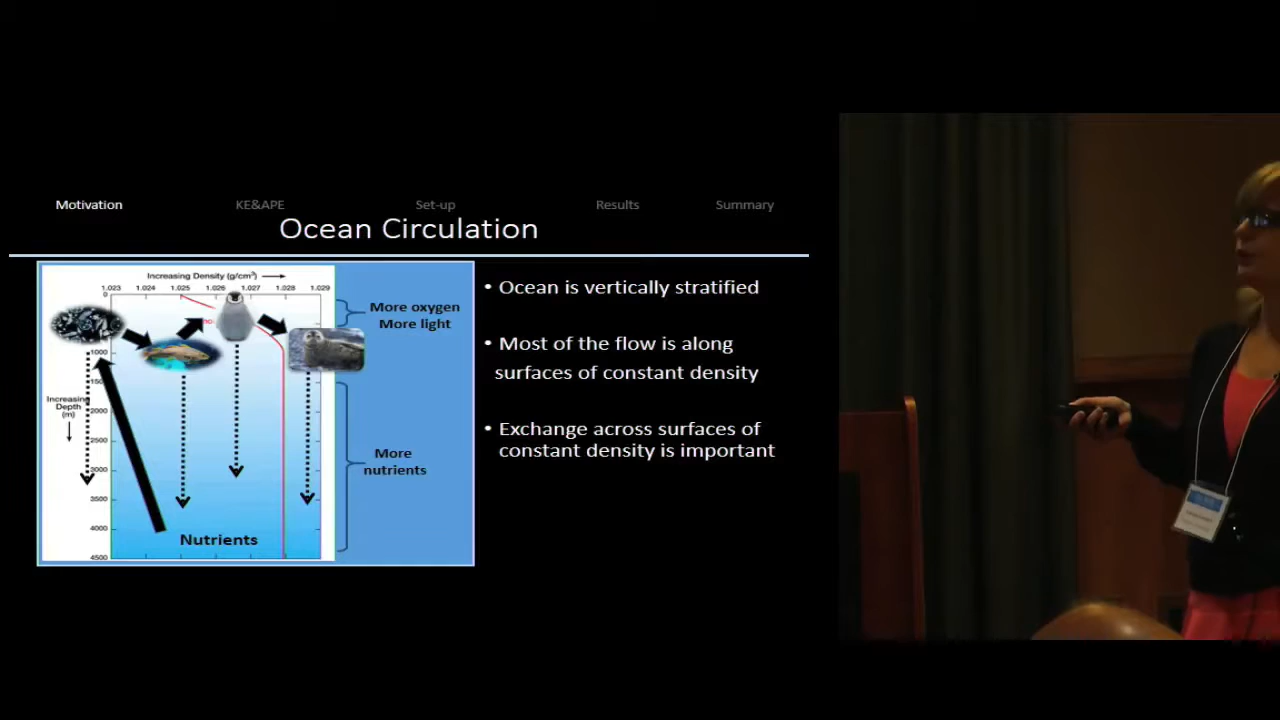 Motivation KE&APE Set-up Results Summary
Ocean Circulation
Increasing Density (g/cm³)
1.023 1.024 1.025 1.026 1.027 1.028 1.029
0
1000
2000
2500
3000
3500
4000
4500
Increasing
Depth
(m)
Nutrients
More oxygen
More light
More
nutrients
• Ocean is vertically stratified
• Most of the flow is along
surfaces of constant density
• Exchange across surfaces of
constant density is important